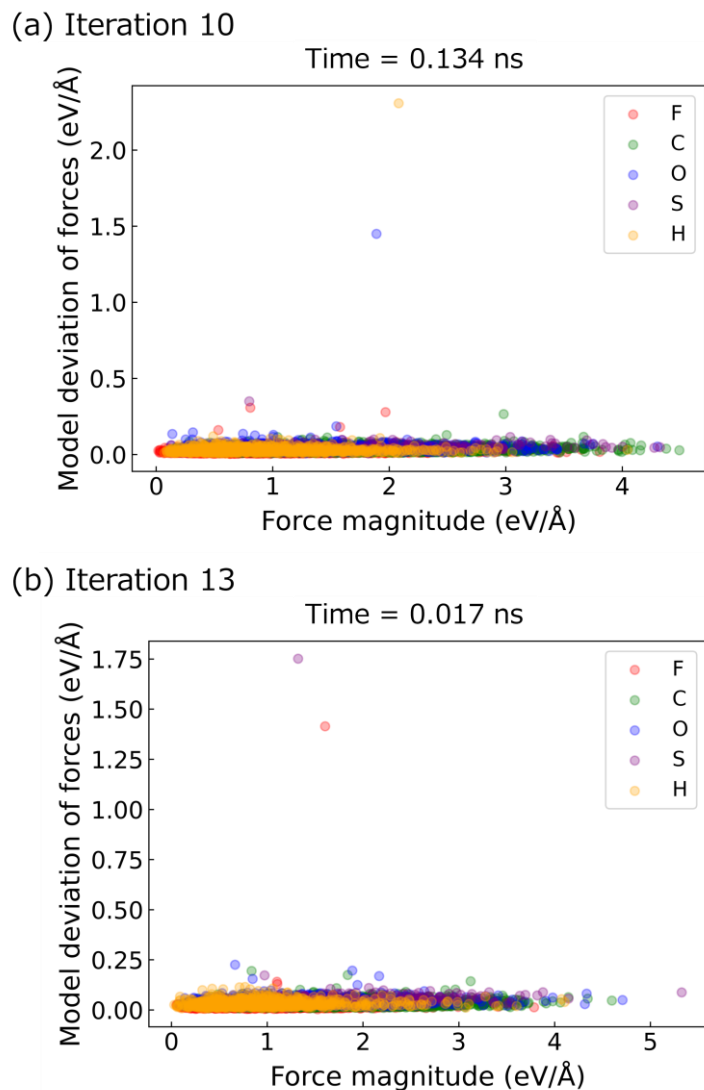 (a) Iteration 10
Time = 0.134 ns
Model deviation of forces (eV/Å)
2.0
1.5
1.0
0.5
0.0
F
C
O
S
H
0
1
2
3
4
Force magnitude (eV/Å)
(b) Iteration 13
Time = 0.017 ns
Model deviation of forces (eV/Å)
1.75
1.50
1.25
1.00
0.75
0.50
0.25
0.00
F
C
O
S
H
0
1
2
3
4
5
Force magnitude (eV/Å)